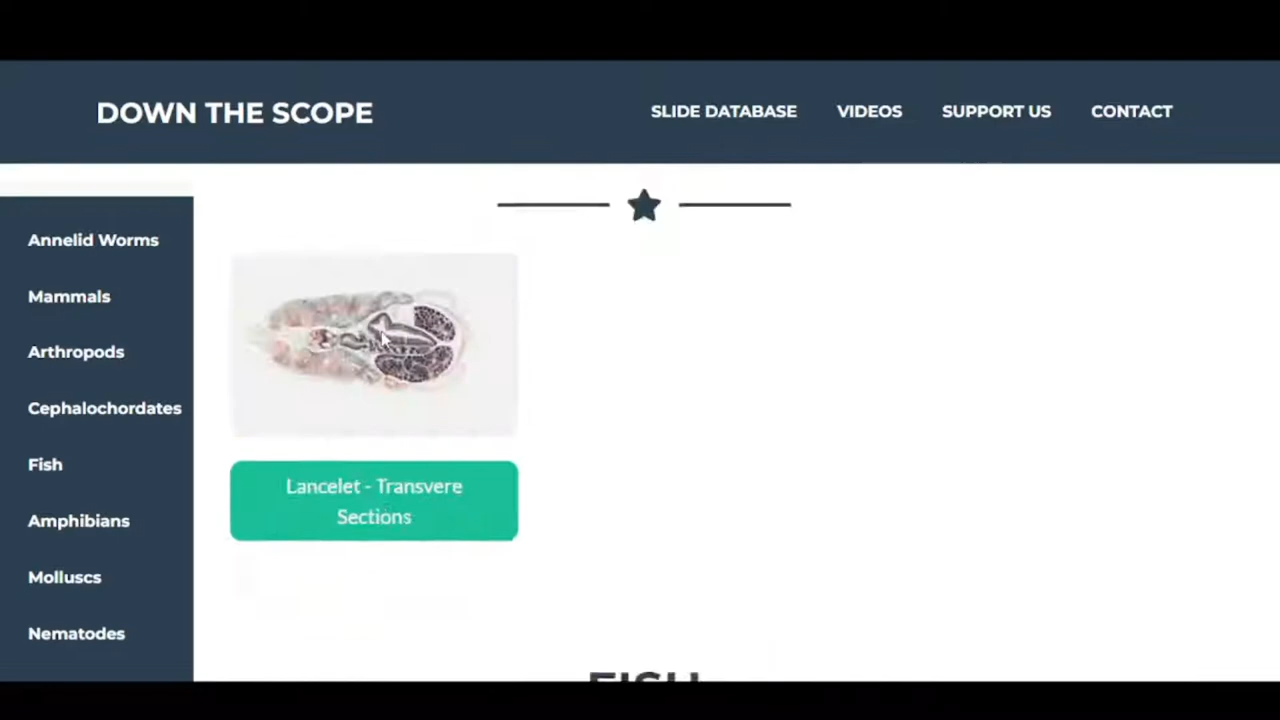 DOWN THE SCOPE
SLIDE DATABASE
VIDEOS
SUPPORT US
CONTACT
Annelid Worms
Mammals
Arthropods
Cephalochordates
Fish
Amphibians
Molluscs
Nematodes
Lancelet - Transvere
Sections
FISH